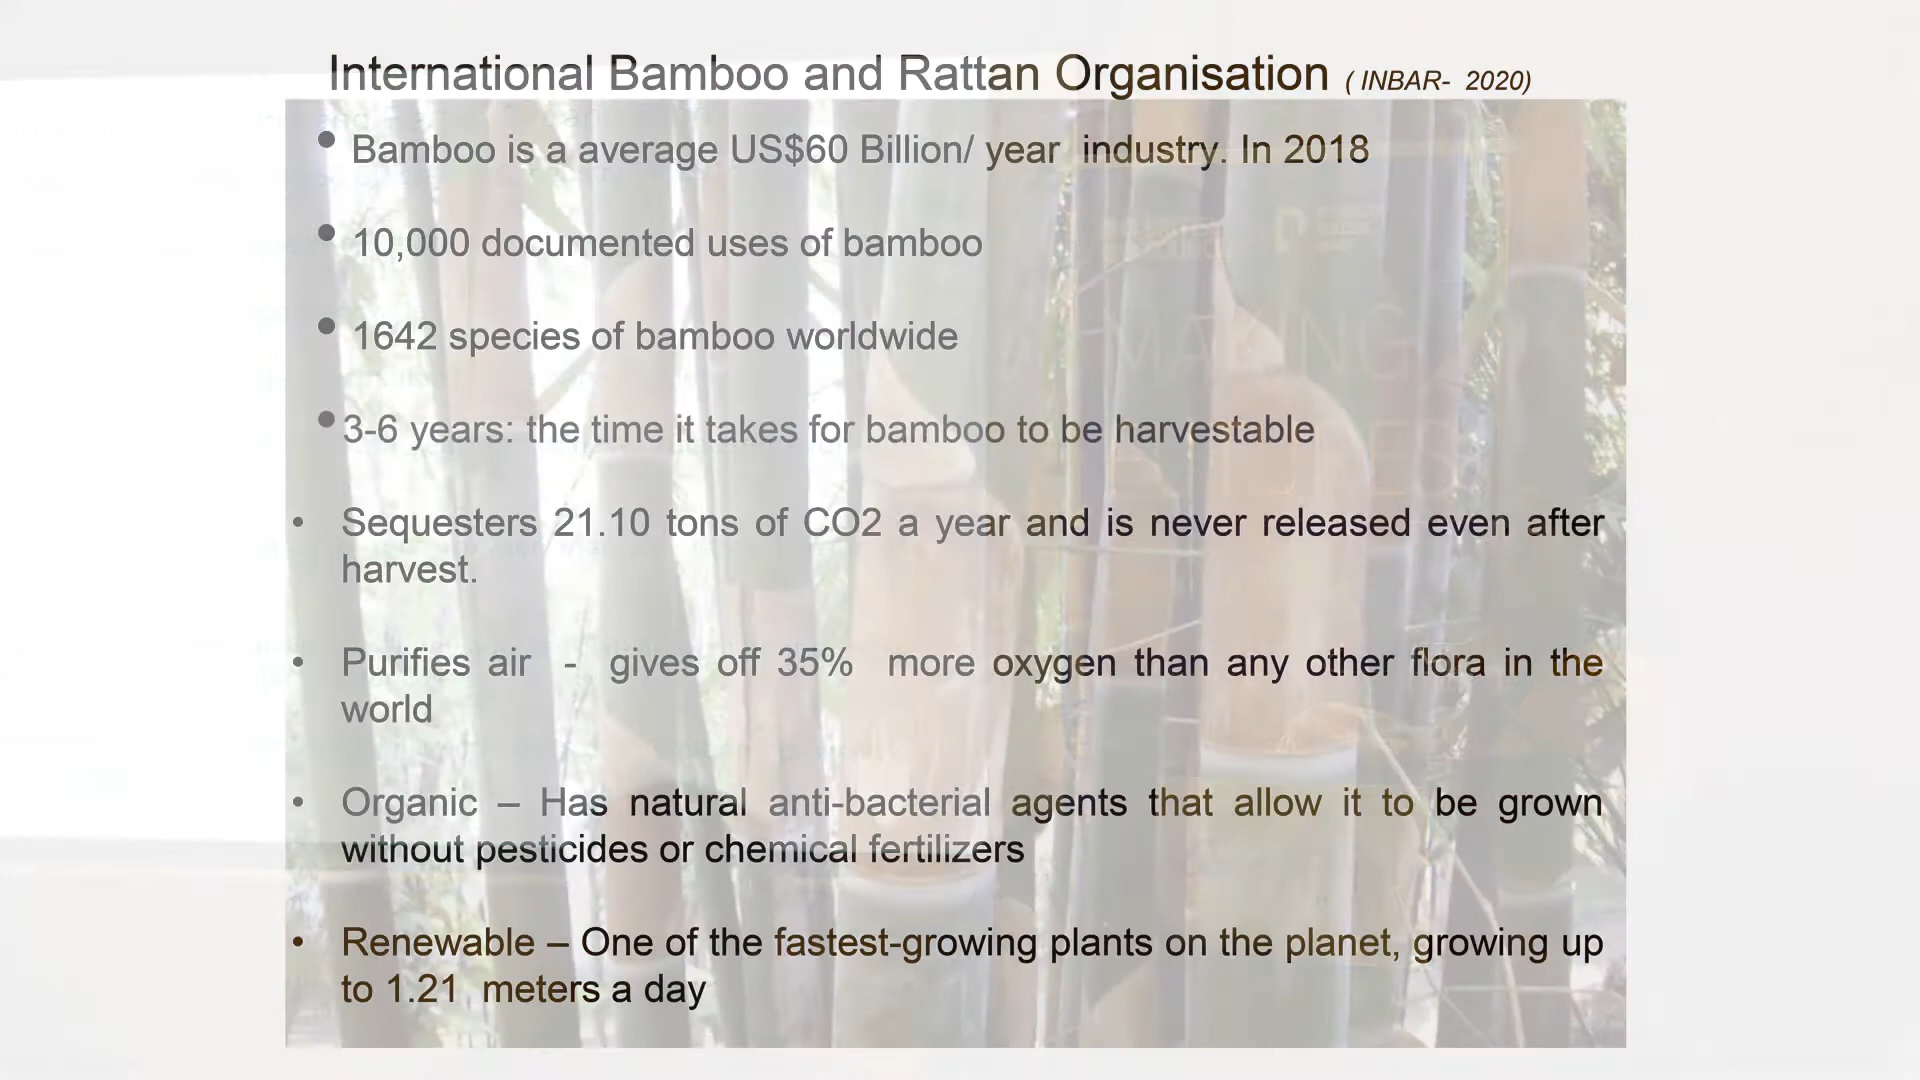 International Bamboo and Rattan Organisation ( INBAR- 2020)
• Bamboo is a average US$60 Billion/ year industry. In 2018
• 10,000 documented uses of bamboo
• 1642 species of bamboo worldwide
• 3-6 years: the time it takes for bamboo to be harvestable
• Sequesters 21.10 tons of CO2 a year and is never released even after
harvest.
• Purifies air - gives off 35% more oxygen than any other flora in the
world
• Organic – Has natural anti-bacterial agents that allow it to be grown
without pesticides or chemical fertilizers
• Renewable – One of the fastest-growing plants on the planet, growing up
to 1.21 meters a day